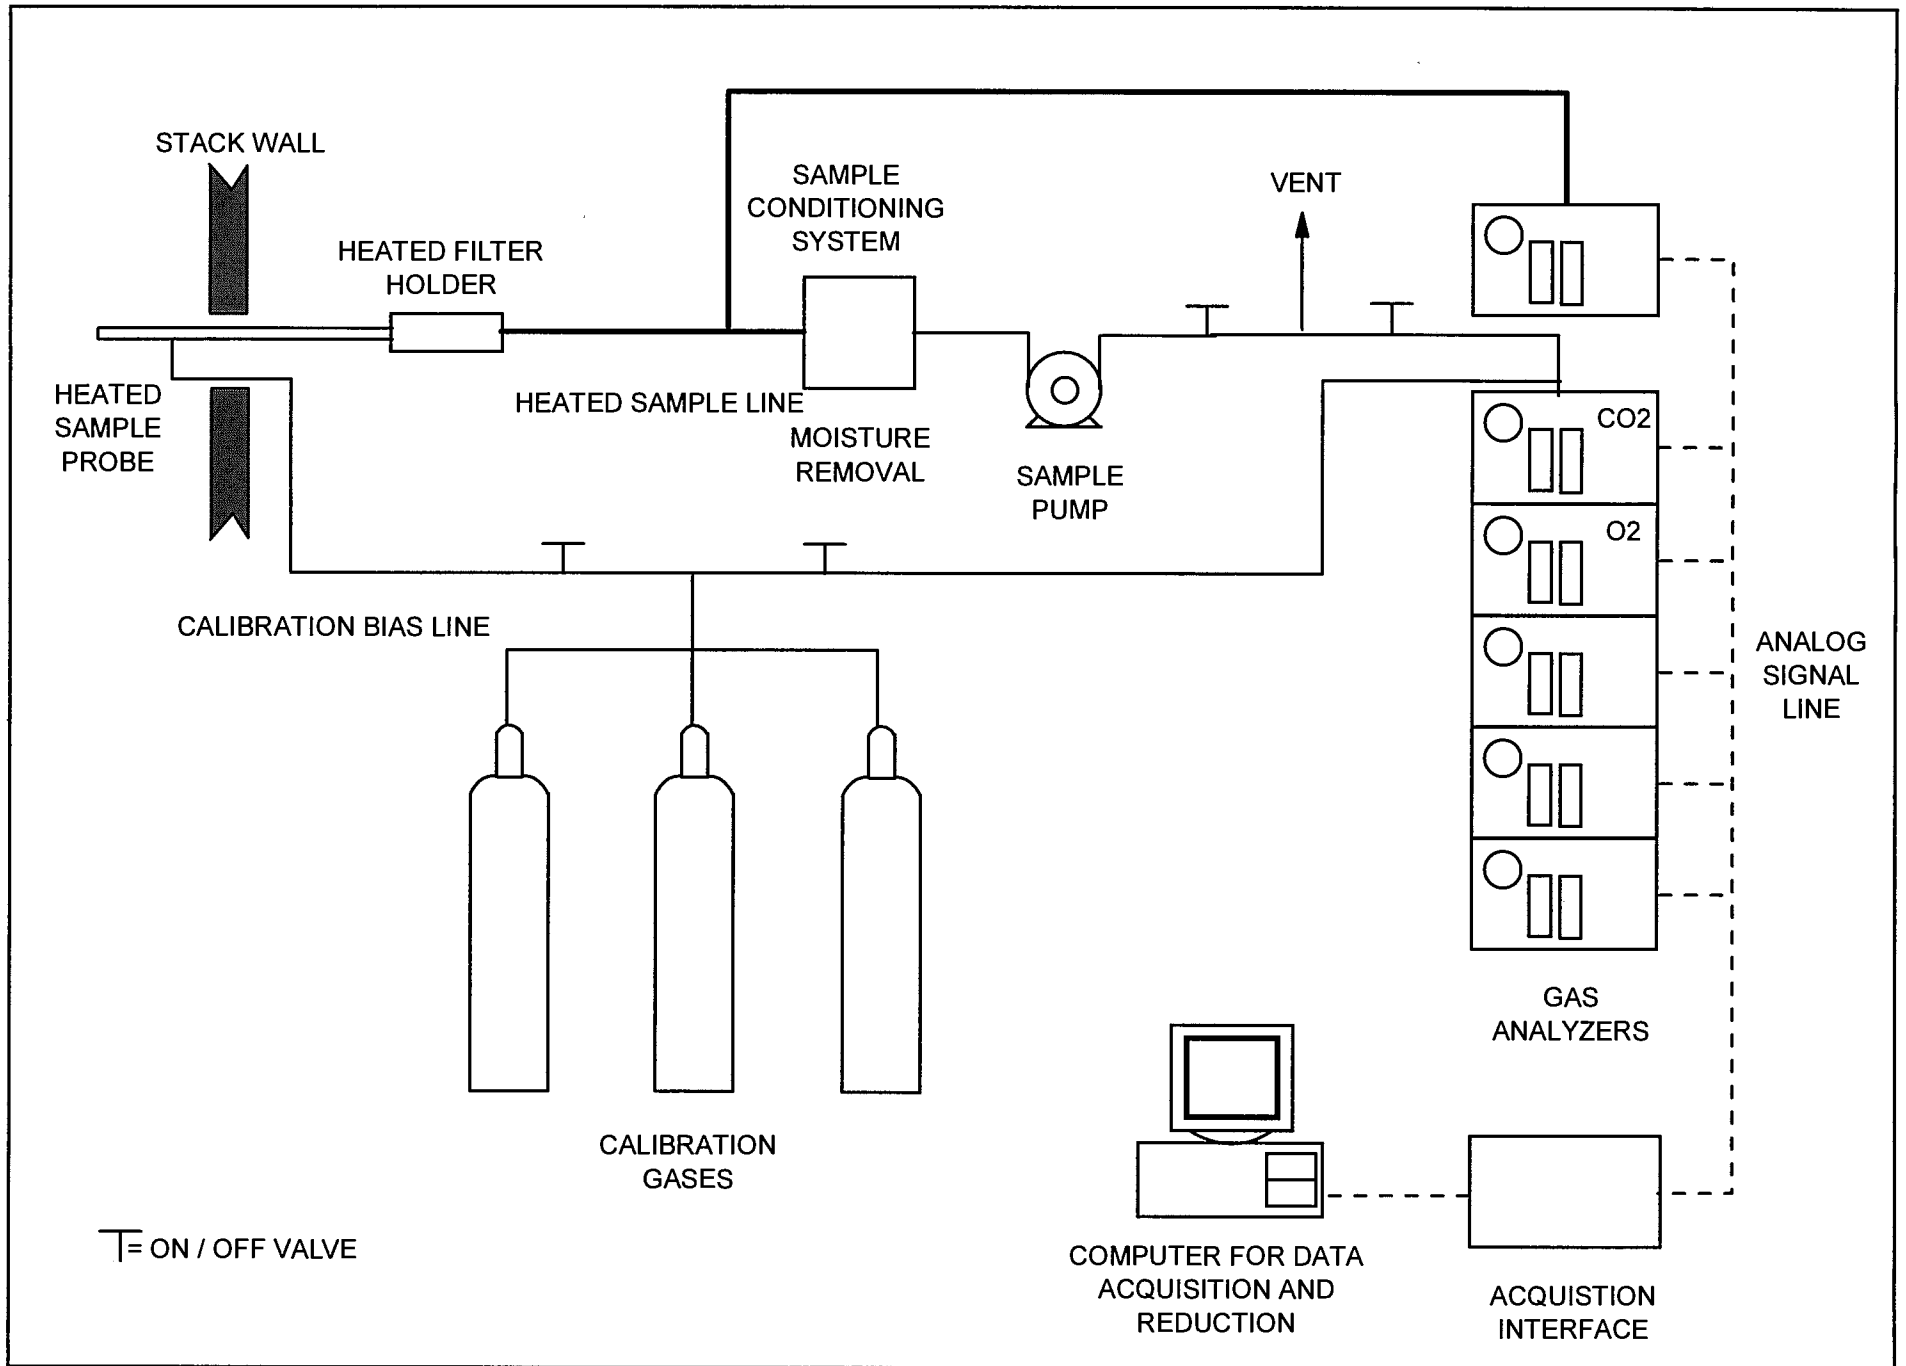 STACK WALL
SAMPLE
CONDITIONING
SYSTEM
VENT
HEATED FILTER
HOLDER
HEATED
SAMPLE
PROBE
HEATED SAMPLE LINE
MOISTURE
REMOVAL
SAMPLE
PUMP
CO2
O2
CALIBRATION BIAS LINE
ANALOG
SIGNAL
LINE
GAS
ANALYZERS
CALIBRATION
GASES
= ON / OFF VALVE
COMPUTER FOR DATA
ACQUISITION AND
REDUCTION
ACQUISTION
INTERFACE